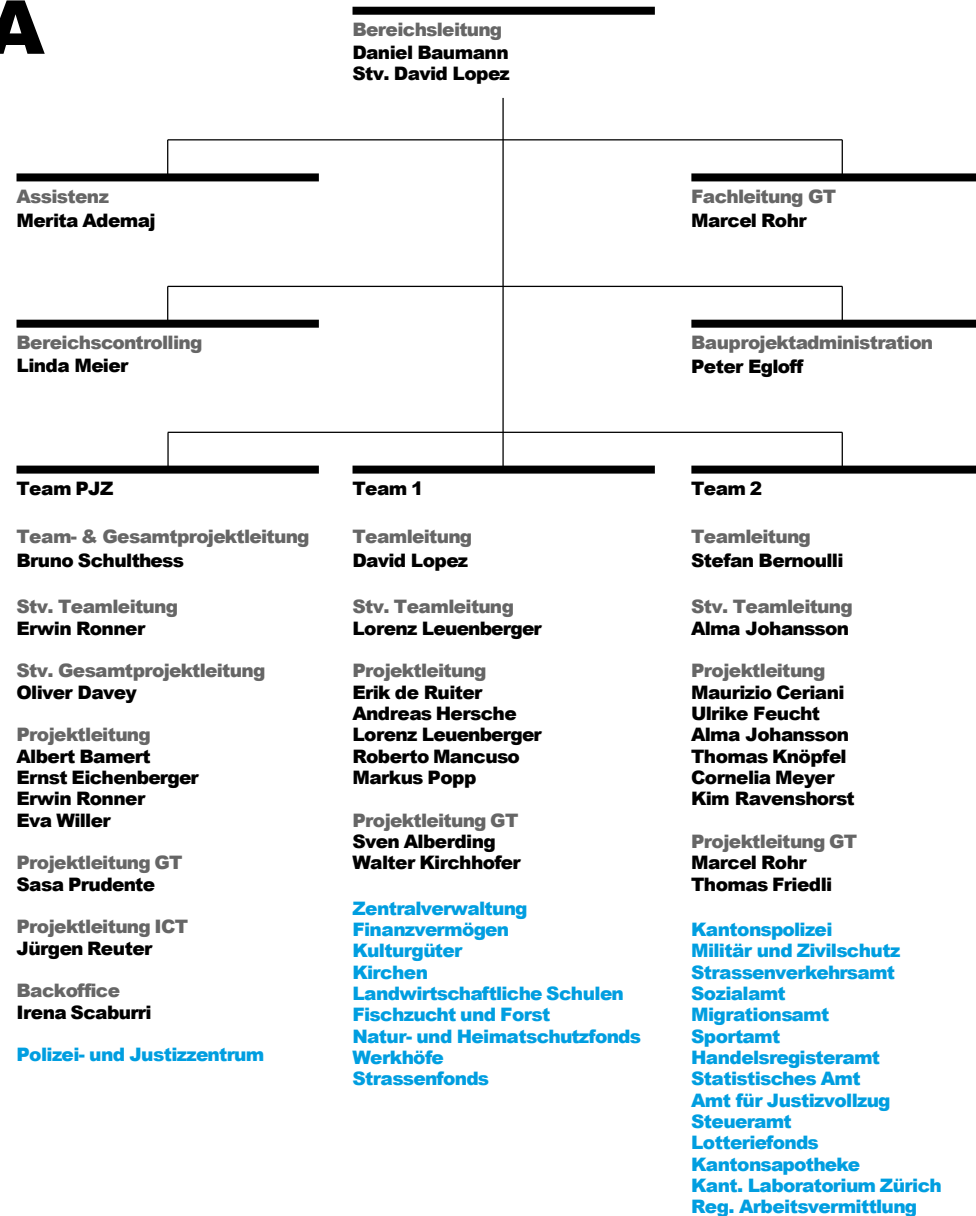 A
Bereichsleitung
Daniel Baumann
Stv. David Lopez
Assistenz
Merita Ademaj
Fachleitung GT
Marcel Rohr
Bereichscontrolling
Linda Meier
Bauprojektadministration
Peter Egloff
Team PJZ
Team- & Gesamtprojektleitung
Bruno Schulthess
Stv. Teamleitung
Erwin Ronner
Stv. Gesamtprojektleitung
Oliver Davey
Projektleitung
Albert Bamert
Ernst Eichenberger
Erwin Ronner
Eva Willer
Projektleitung GT
Sasa Prudente
Projektleitung ICT
Jürgen Reuter
Backoffice
Irena Scaburri
Polizei- und Justizzentrum
Team 1
Teamleitung
David Lopez
Stv. Teamleitung
Lorenz Leuenberger
Projektleitung
Erik de Ruiter
Andreas Hersche
Lorenz Leuenberger
Roberto Mancuso
Markus Popp
Projektleitung GT
Sven Alberding
Walter Kirchhofer
Zentralverwaltung
Finanzvermögen
Kulturgüter
Kirchen
Landwirtschaftliche Schulen
Fischzucht und Forst
Natur- und Heimatschutzfonds
Werkhöfe
Strassenfonds
Team 2
Teamleitung
Stefan Bernoulli
Stv. Teamleitung
Alma Johansson
Projektleitung
Maurizio Ceriani
Ulrike Feucht
Alma Johansson
Thomas Knöpfel
Cornelia Meyer
Kim Ravenshorst
Projektleitung GT
Marcel Rohr
Thomas Friedli
Kantonspolizei
Militär und Zivilschutz
Strassenverkehrsamt
Sozialamt
Migrationsamt
Sportamt
Handelsregisteramt
Statistisches Amt
Amt für Justizvollzug
Steueramt
Lotteriefonds
Kantonsapotheke
Kant. Laboratorium Zürich
Reg. Arbeitsvermittlung